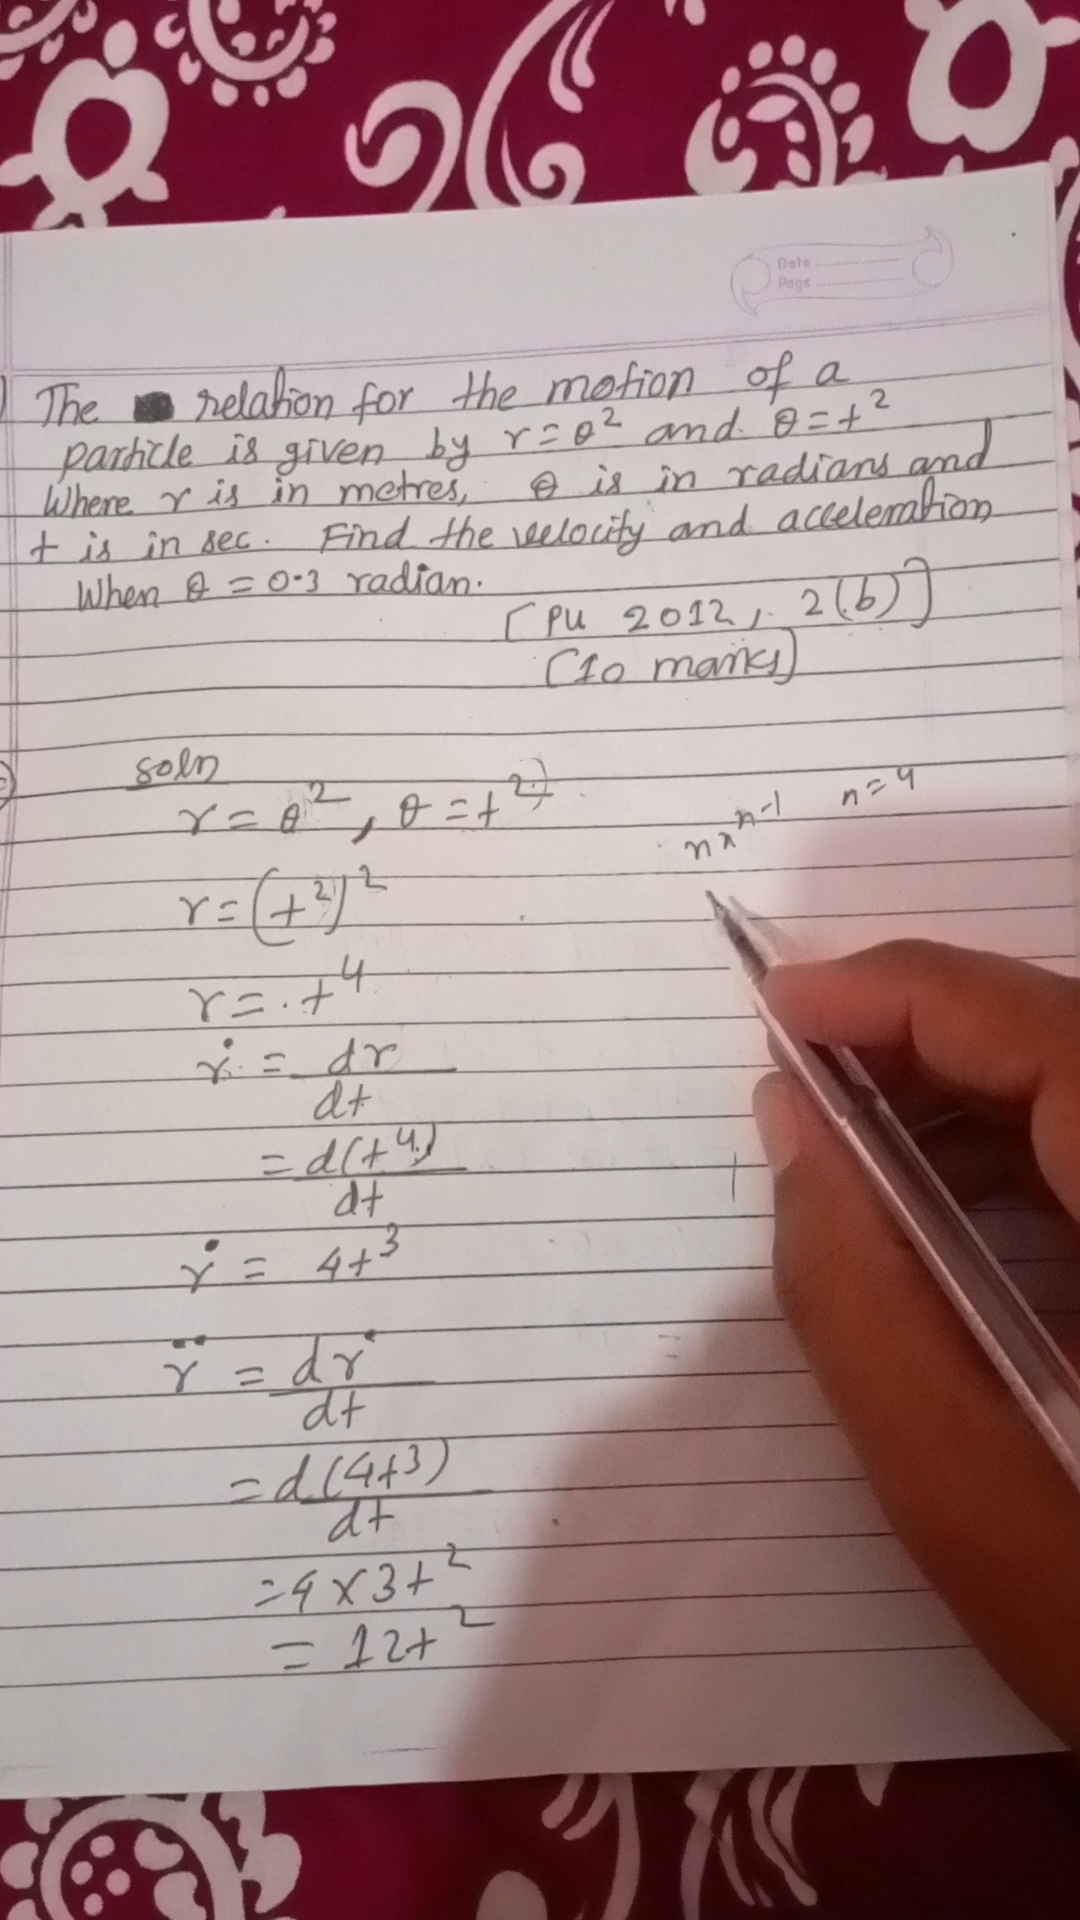 Date
Page
The relation for the motion of a
particle is given by r = θ² and θ = t²
Where r is in metres, θ is in radians and
t is in sec. Find the velocity and acceleration
When θ = 0.3 radian.
[PU 2012, 2(b)]
[10 marks]
soln
r = θ², θ = t²
nxⁿ⁻¹ n = 4
r = (t²)²
r = t⁴
ṙ = dr
dt
= d(t⁴)
dt
ṙ = 4t³
r̈ = dṙ
dt
= d(4t³)
dt
= 4×3t²
= 12t²